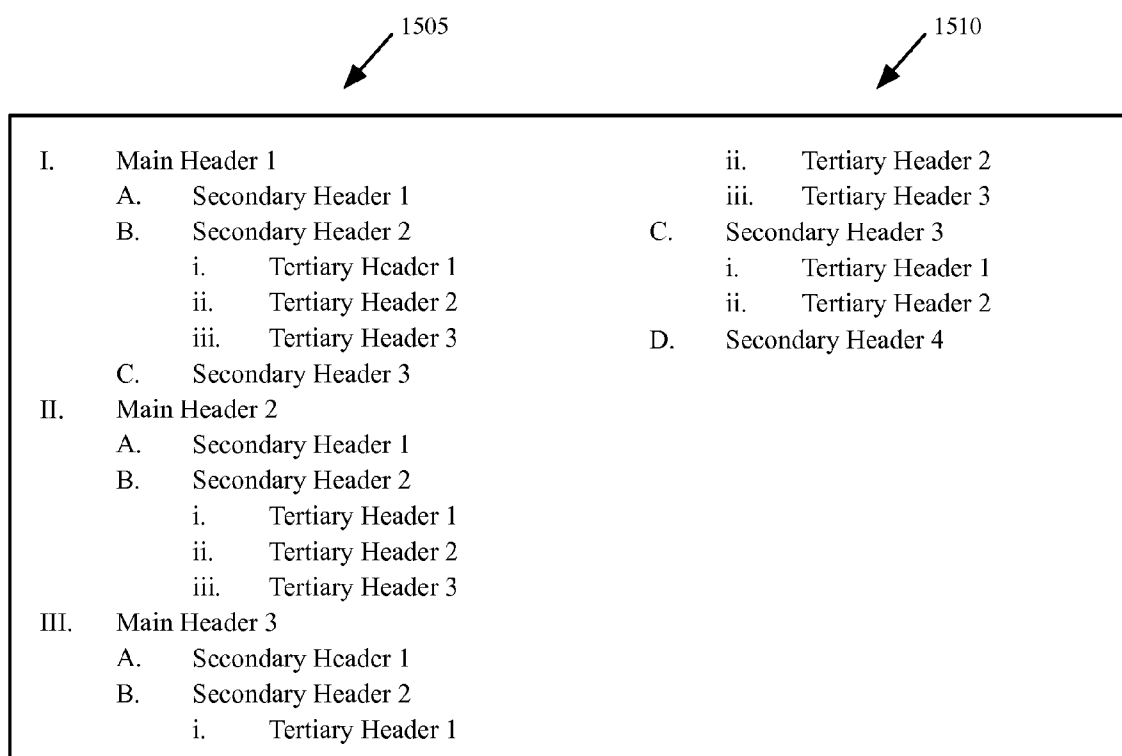 1505
1510
I. Main Header 1
A. Secondary Header 1
B. Secondary Header 2
i. Tertiary Header 1
ii. Tertiary Header 2
iii. Tertiary Header 3
C. Secondary Header 3
II. Main Header 2
A. Secondary Header 1
B. Secondary Header 2
i. Tertiary Header 1
ii. Tertiary Header 2
iii. Tertiary Header 3
III. Main Header 3
A. Secondary Header 1
B. Secondary Header 2
i. Tertiary Header 1
ii. Tertiary Header 2
iii. Tertiary Header 3
C. Secondary Header 3
i. Tertiary Header 1
ii. Tertiary Header 2
D. Secondary Header 4